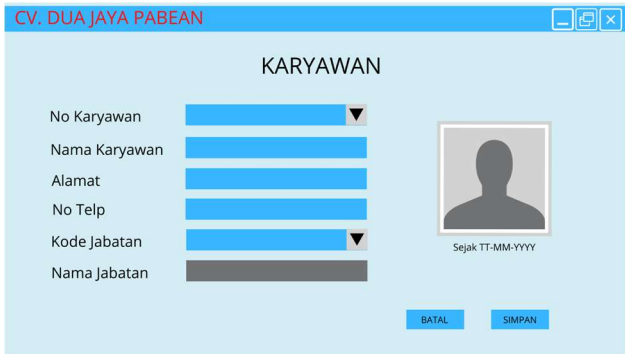 CV. DUA JAYA PABEAN
KARYAWAN
No Karyawan
Nama Karyawan
Alamat
No Telp
Kode Jabatan
Nama Jabatan
Sejak TT-MM-YYYY
BATAL
SIMPAN